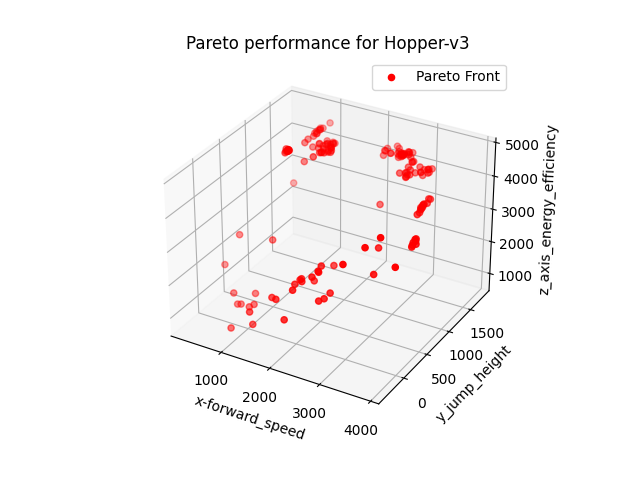 Pareto performance for Hopper-v3
Pareto Front
5000
4000
3000
2000
1000
z_axis_energy_efficiency
1500
1000
500
0
y_jump_height
1000
2000
3000
4000
x-forward_speed